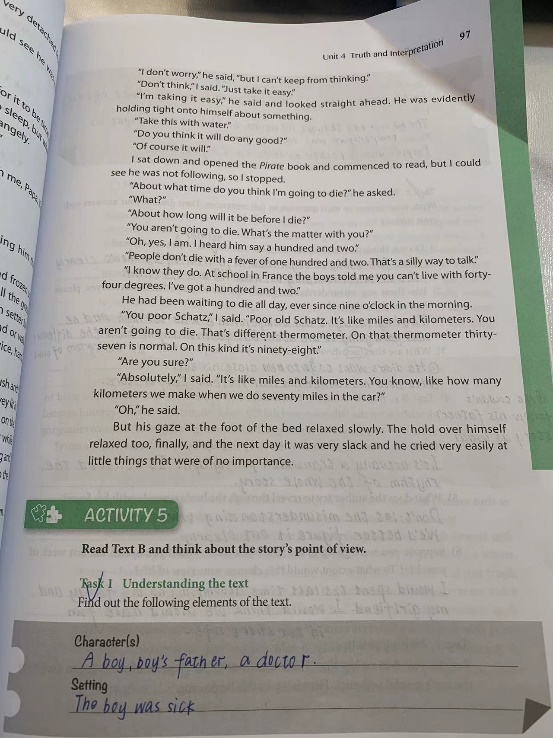 very detached
uld see he
for it to be
sleep, but
angely.
n me, Papa,
ing him
97
Unit 4 Truth and Interpretation
"I don't worry," he said, "but I can't keep from thinking."
"Don't think," I said. "Just take it easy."
"I'm taking it easy," he said and looked straight ahead. He was evidently
holding tight onto himself about something.
"Take this with water."
"Do you think it will do any good?"
"Of course it will."
I sat down and opened the Pirate book and commenced to read, but I could
see he was not following, so I stopped.
"About what time do you think I'm going to die?" he asked.
"What?"
"About how long will it be before I die?"
"You aren't going to die. What's the matter with you?"
"Oh, yes, I am. I heard him say a hundred and two."
"People don't die with a fever of one hundred and two. That's a silly way to talk."
"I know they do. At school in France the boys told me you can't live with forty-
four degrees. I've got a hundred and two."
He had been waiting to die all day, ever since nine o'clock in the morning.
"You poor Schatz," I said. "Poor old Schatz. It's like miles and kilometers. You
aren't going to die. That's different thermometer. On that thermometer thirty-
seven is normal. On this kind it's ninety-eight."
"Are you sure?"
"Absolutely," I said. "It's like miles and kilometers. You know, like how many
kilometers we make when we do seventy miles in the car?"
"Oh," he said.
But his gaze at the foot of the bed relaxed slowly. The hold over himself
relaxed too, finally, and the next day it was very slack and he cried very easily at
little things that were of no importance.
ACTIVITY 5
Read Text B and think about the story's point of view.
Task 1 Understanding the text
Find out the following elements of the text.
Character(s)
A boy, boy's father, a doctor.
Setting
The boy was sick